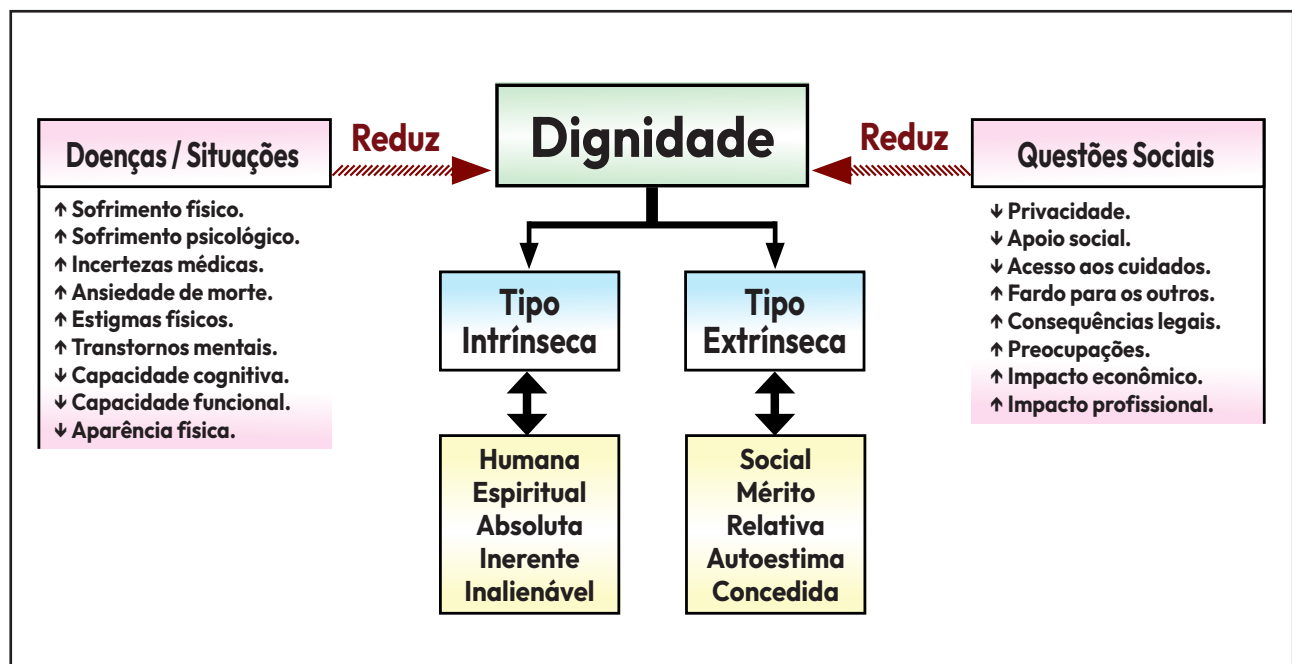 Dignidade
Reduz
Reduz
Doenças / Situações
↑ Sofrimento físico.
↑ Sofrimento psicológico.
↑ Incertezas médicas.
↑ Ansiedade de morte.
↑ Estigmas físicos.
↑ Transtornos mentais.
↓ Capacidade cognitiva.
↓ Capacidade funcional.
↓ Aparência física.
Questões Sociais
↓ Privacidade.
↓ Apoio social.
↓ Acesso aos cuidados.
↑ Fardo para os outros.
↑ Consequências legais.
↑ Preocupações.
↑ Impacto econômico.
↑ Impacto profissional.
Tipo
Intrínseca
Tipo
Extrínseca
Humana
Espiritual
Absoluta
Inerente
Inalienável
Social
Mérito
Relativa
Autoestima
Concedida